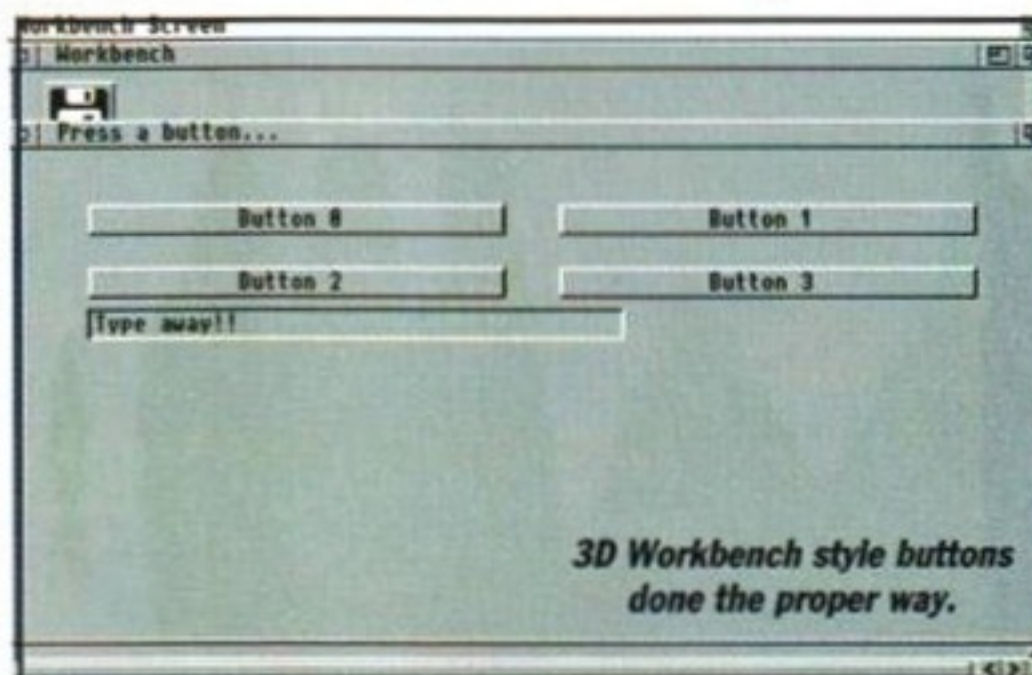 Workbench Screen
Workbench
Press a button...
Button 0 Button 1
Button 2 Button 3
Type away!!
3D Workbench style buttons
done the proper way.